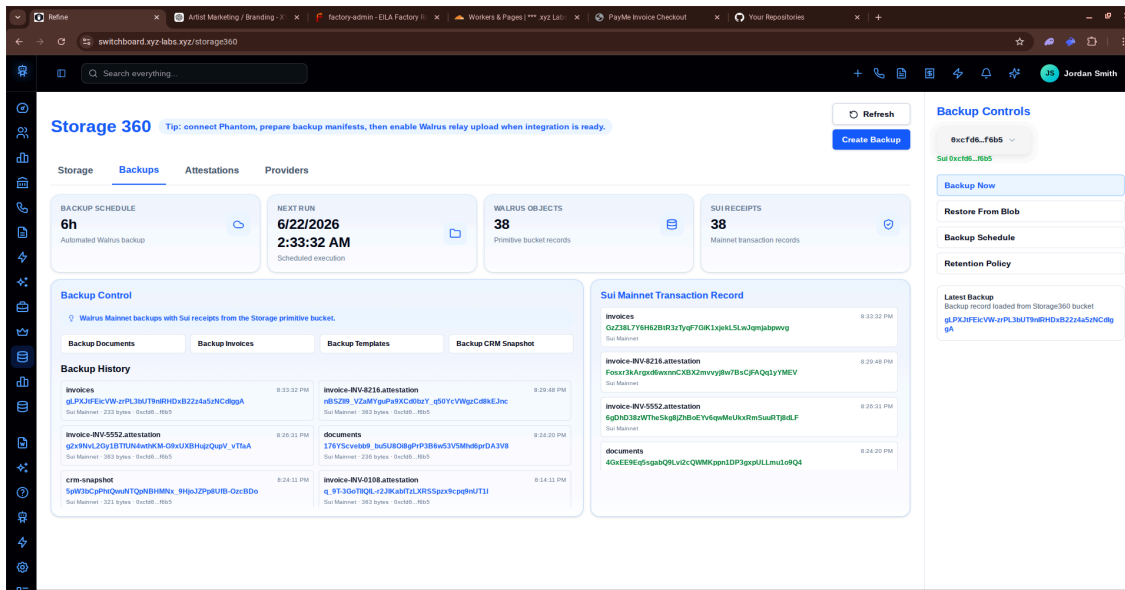 Refine
Artist Marketing / Branding - X
factory-admin - EILA Factory R
Workers & Pages | *** .xyz Lab
PayMe Invoice Checkout
Your Repositories
switchboard.xyz-labs.xyz/storage360
Search everything...
JS
Jordan Smith
Storage 360
Tip: connect Phantom, prepare backup manifests, then enable Walrus relay upload when integration is ready.
Refresh
Create Backup
Storage
Backups
Attestations
Providers
BACKUP SCHEDULE
6h
Automated Walrus backup
NEXT RUN
6/22/2026
2:33:32 AM
Scheduled execution
WALRUS OBJECTS
38
Primitive bucket records
SUI RECEIPTS
38
Mainnet transaction records
Backup Control
Walrus Mainnet backups with Sui receipts from the Storage primitive bucket.
Backup Documents
Backup Invoices
Backup Templates
Backup CRM Snapshot
Backup History
invoices
8:33:32 PM
gLPXJtFEicVW-zrPL3bUT9nIRHDxB22z4a5zNCdIggA
Sui Mainnet · 233 bytes · 0xcfd6...f6b5
invoice-INV-8216.attestation
8:29:48 PM
nBSZlI9_VZaMYguPa9XCd0bzY_q50YcVWgzCd8kEJnc
Sui Mainnet · 363 bytes · 0xcfd6...f6b5
invoice-INV-5552.attestation
8:26:31 PM
g2x9NvL2Gy1BTfUN4wthKM-G9xUXBHujzQupV_vTfaA
Sui Mainnet · 363 bytes · 0xcfd6...f6b5
documents
8:24:20 PM
176YScvebb9_bu5U8Oi8gPrP3B6w53V5Mhd6prDA3V8
Sui Mainnet · 236 bytes · 0xcfd6...f6b5
crm-snapshot
8:24:11 PM
5pW3bCpPhtQwuNTQpNBHMNx_9HjoJZPp8UfB-OzcBDo
Sui Mainnet · 321 bytes · 0xcfd6...f6b5
invoice-INV-0108.attestation
8:14:11 PM
q_9T-3GoTIIQIL-r2JIKabITzLXRSSpzx9cpq9nUT1I
Sui Mainnet · 363 bytes · 0xcfd6...f6b5
Sui Mainnet Transaction Record
invoices
8:33:32 PM
GzZ38L7Y6H62BtR3zTyqF7GiK1xjekL5LwJqmjabpwvg
Sui Mainnet
invoice-INV-8216.attestation
8:29:48 PM
Fosxr3kArgxd6wxnnCXBX2mvvyj8w7BsCjFAQq1yYMEV
Sui Mainnet
invoice-INV-5552.attestation
8:26:31 PM
6gDhD38zWTheSkg8jZhBoEYv6qwMeUkxRmSuuRTj8dLF
Sui Mainnet
documents
8:24:20 PM
4GxEE9Eq5sgabQ9Lvi2cQWMKppn1DP3gxpULLmu1o9Q4
Backup Controls
0xcfd6...f6b5
Sui 0xcfd6...f6b5
Backup Now
Restore From Blob
Backup Schedule
Retention Policy
Latest Backup
Backup record loaded from Storage360 bucket
gLPXJtFEicVW-zrPL3bUT9nIRHDxB22z4a5zNCdIg
gA